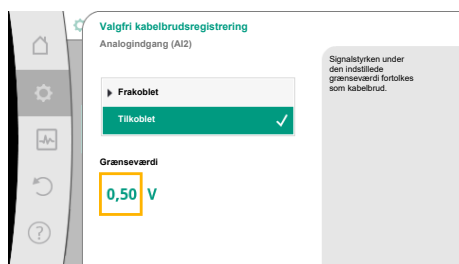 Valgfri kabelbrudsregistrering
Analogindgang (AI2)
Signalstyrken under
den indstillede
grænseværdi fortolkes
som kabelbrud.
Frakoblet
Tilkoblet
Grænseværdi
0,50 V